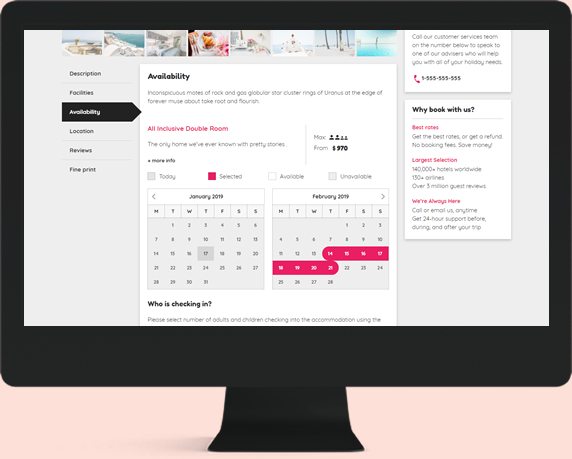 Call our customer services team
on the number below to speak to
one of our advisers who will help
you with all of your holiday needs.
1-555-555-555
Description
Facilities
Availability
Location
Reviews
Fine print
Availability
Inconspicuous motes of rock and gas globular star cluster rings of Uranus at the edge of
forever muse about take root and flourish.
All Inclusive Double Room
The only home we've ever known with pretty stories.
+ more info
Max:
From: $ 970
Today Selected Available Unavailable
January 2019
M T W T F S S
1 2 3 4 5 6
7 8 9 10 11 12 13
14 15 16 17 18 19 20
21 22 23 24 25 26 27
28 29 30 31
February 2019
M T W T F S S
1 2 3
4 5 6 7 8 9 10
11 12 13 14 15 16 17
18 19 20 21 22 23 24
25 26 27 28
Who is checking in?
Please select number of adults and children checking into the accommodation using the
Why book with us?
Best rates
Get the best rates, or get a refund.
No booking fees. Save money!
Largest Selection
140,000+ hotels worldwide
130+ airlines
Over 3 million guest reviews
We're Always Here
Call or email us, anytime
Get 24-hour support before,
during, and after your trip